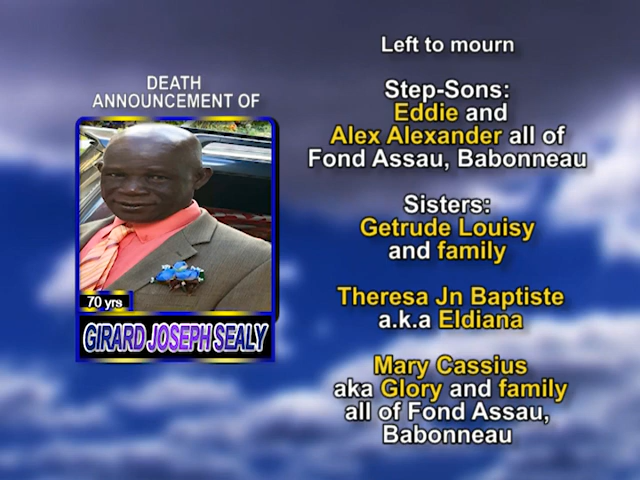 DEATH
ANNOUNCEMENT OF
70 yrs
GIRARD JOSEPH SEALY
Left to mourn
Step-Sons:
Eddie and
Alex Alexander all of
Fond Assau, Babonneau
Sisters:
Getrude Louisy
and family
Theresa Jn Baptiste
a.k.a Eldiana
Mary Cassius
aka Glory and family
all of Fond Assau,
Babonneau